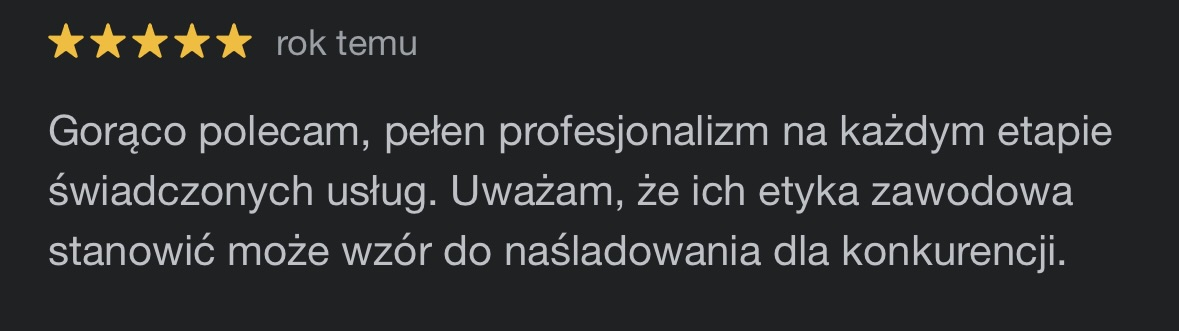 rok temu
Gorąco polecam, pełen profesjonalizm na każdym etapie
świadczonych usług. Uważam, że ich etyka zawodowa
stanowić może wzór do naśladowania dla konkurencji.